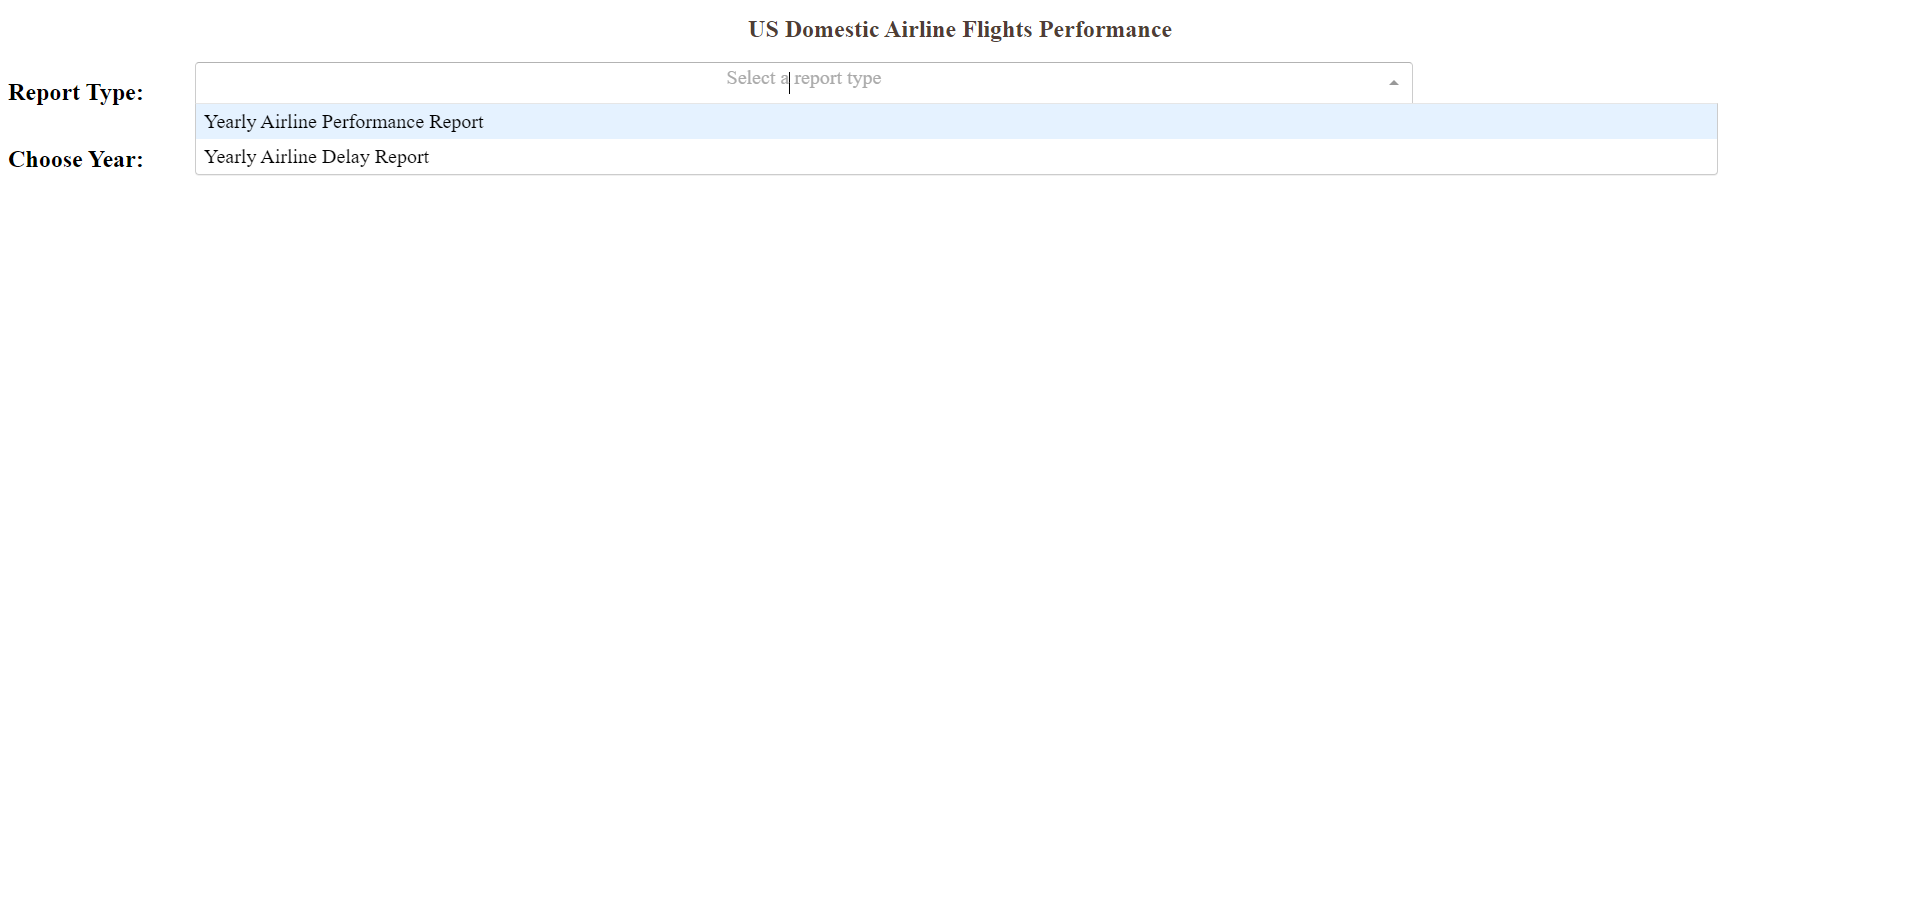 US Domestic Airline Flights Performance
Report Type:
Select a report type
Yearly Airline Performance Report
Yearly Airline Delay Report
Choose Year: